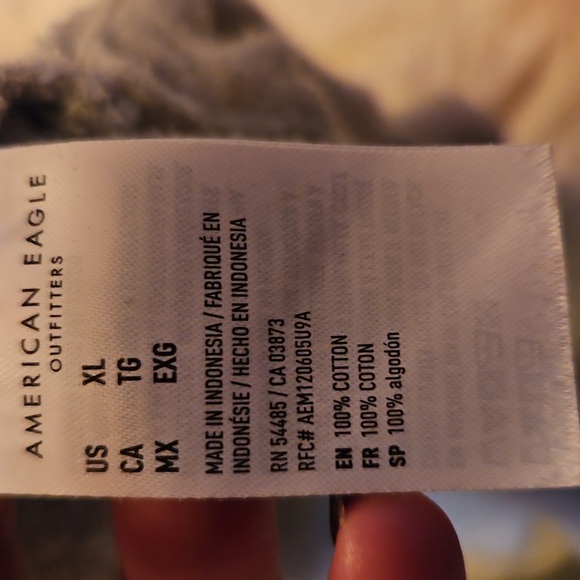 AMERICAN EAGLE
OUTFITTERS
US XL
CA TG
MX EXG
MADE IN INDONESIA / FABRIQUÉ EN
INDONÉSIE / HECHO EN INDONESIA
RN 54485 / CA 03873
RFC# AEM120605U9A
EN 100% COTTON
FR 100% COTON
SP 100% algodón